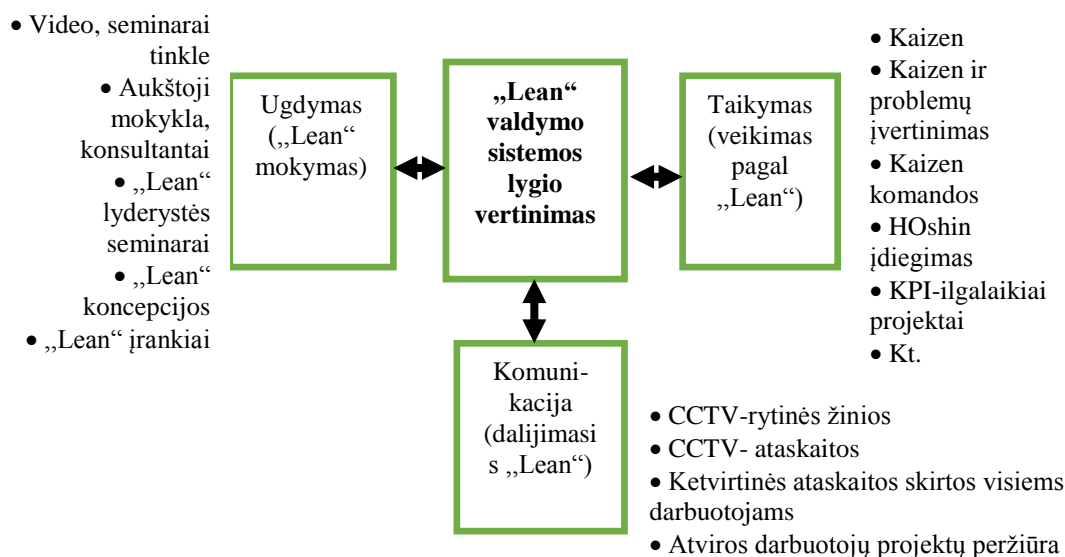 • Video, seminarai
tinkle
• Aukštoji
mokykla,
konsultantai
• ,,Lean“
lyderystės
seminarai
• ,,Lean“
koncepcijos
• ,,Lean“ įrankiai
Ugdymas
(,,Lean“
mokymas)
,,Lean“
valdymo
sistemos
lygio
vertinimas
Taikymas
(veikimas
pagal
,,Lean“)
• Kaizen
• Kaizen ir
problemų
įvertinimas
• Kaizen
komandos
• HOshin
įdiegimas
• KPI-ilgalaikiai
projektai
• Kt.
Komuni-
kacija
(dalijimasi
s ,,Lean“)
• CCTV-rytinės žinios
• CCTV- ataskaitos
• Ketvirtinės ataskaitos skirtos visiems
darbuotojams
• Atviros darbuotojų projektų peržiūra